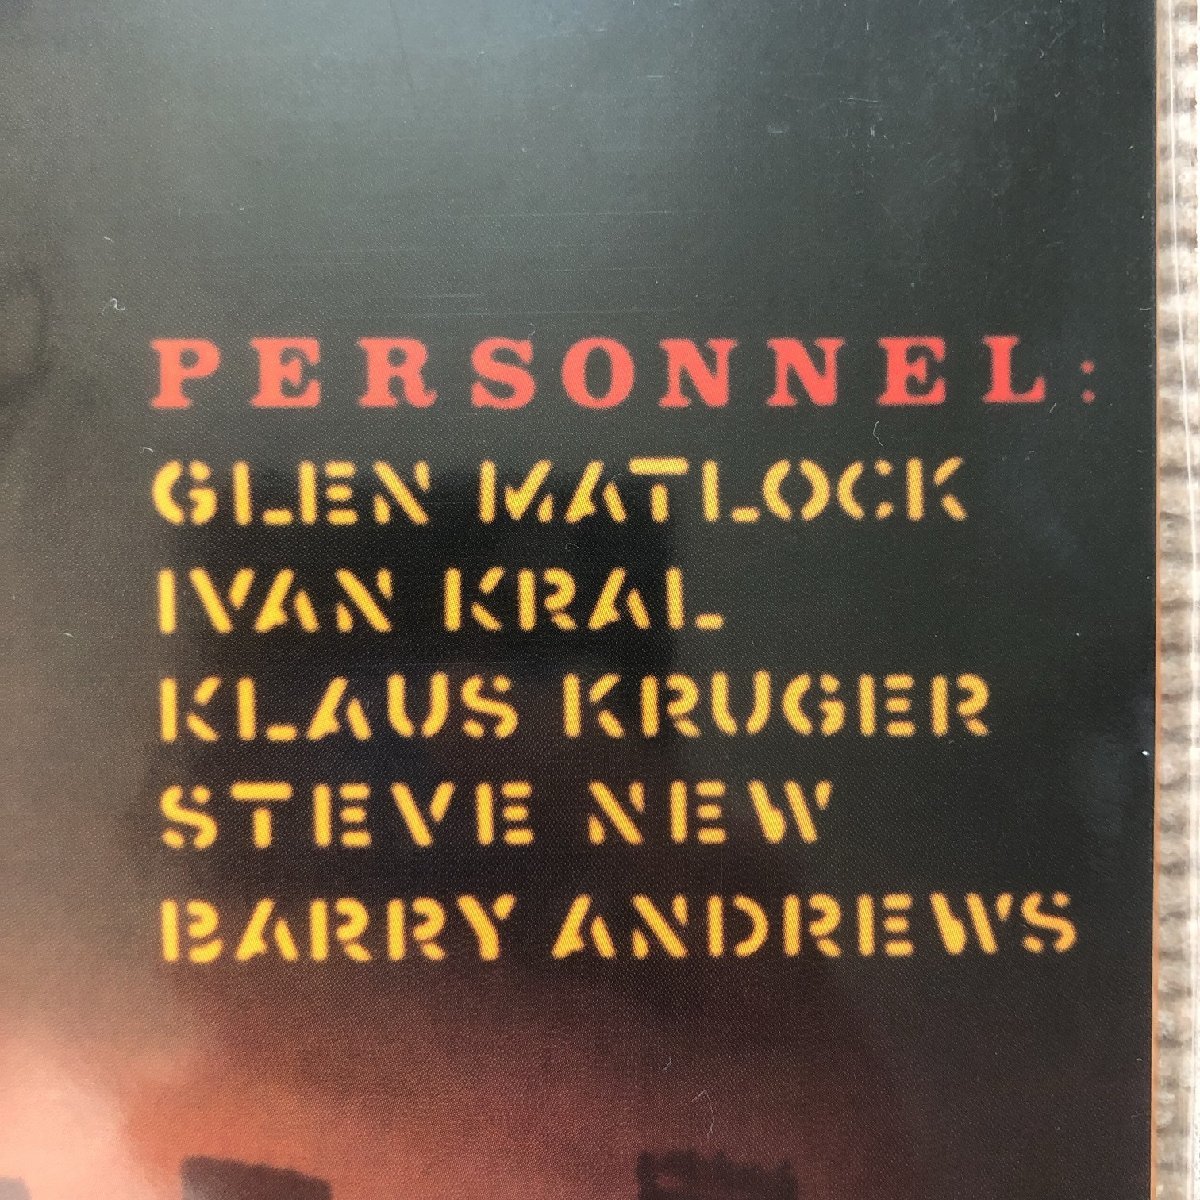 PERSONNEL:
GLEN MATLOCK
IVAN KRAL
KLAUS KRUGER
STEVE NEW
BARRY ANDREWS